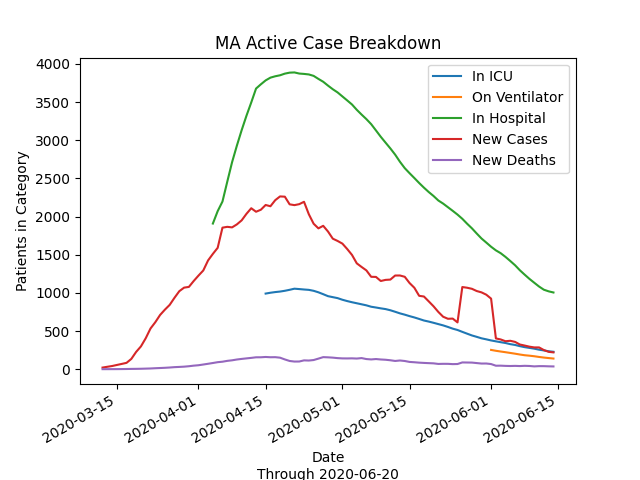 MA Active Case Breakdown
4000
3500
3000
2500
2000
1500
1000
500
0
Patients in Category
In ICU
On Ventilator
In Hospital
New Cases
New Deaths
2020-03-15
2020-04-01
2020-04-15
2020-05-01
2020-05-15
2020-06-01
2020-06-15
Date
Through 2020-06-20